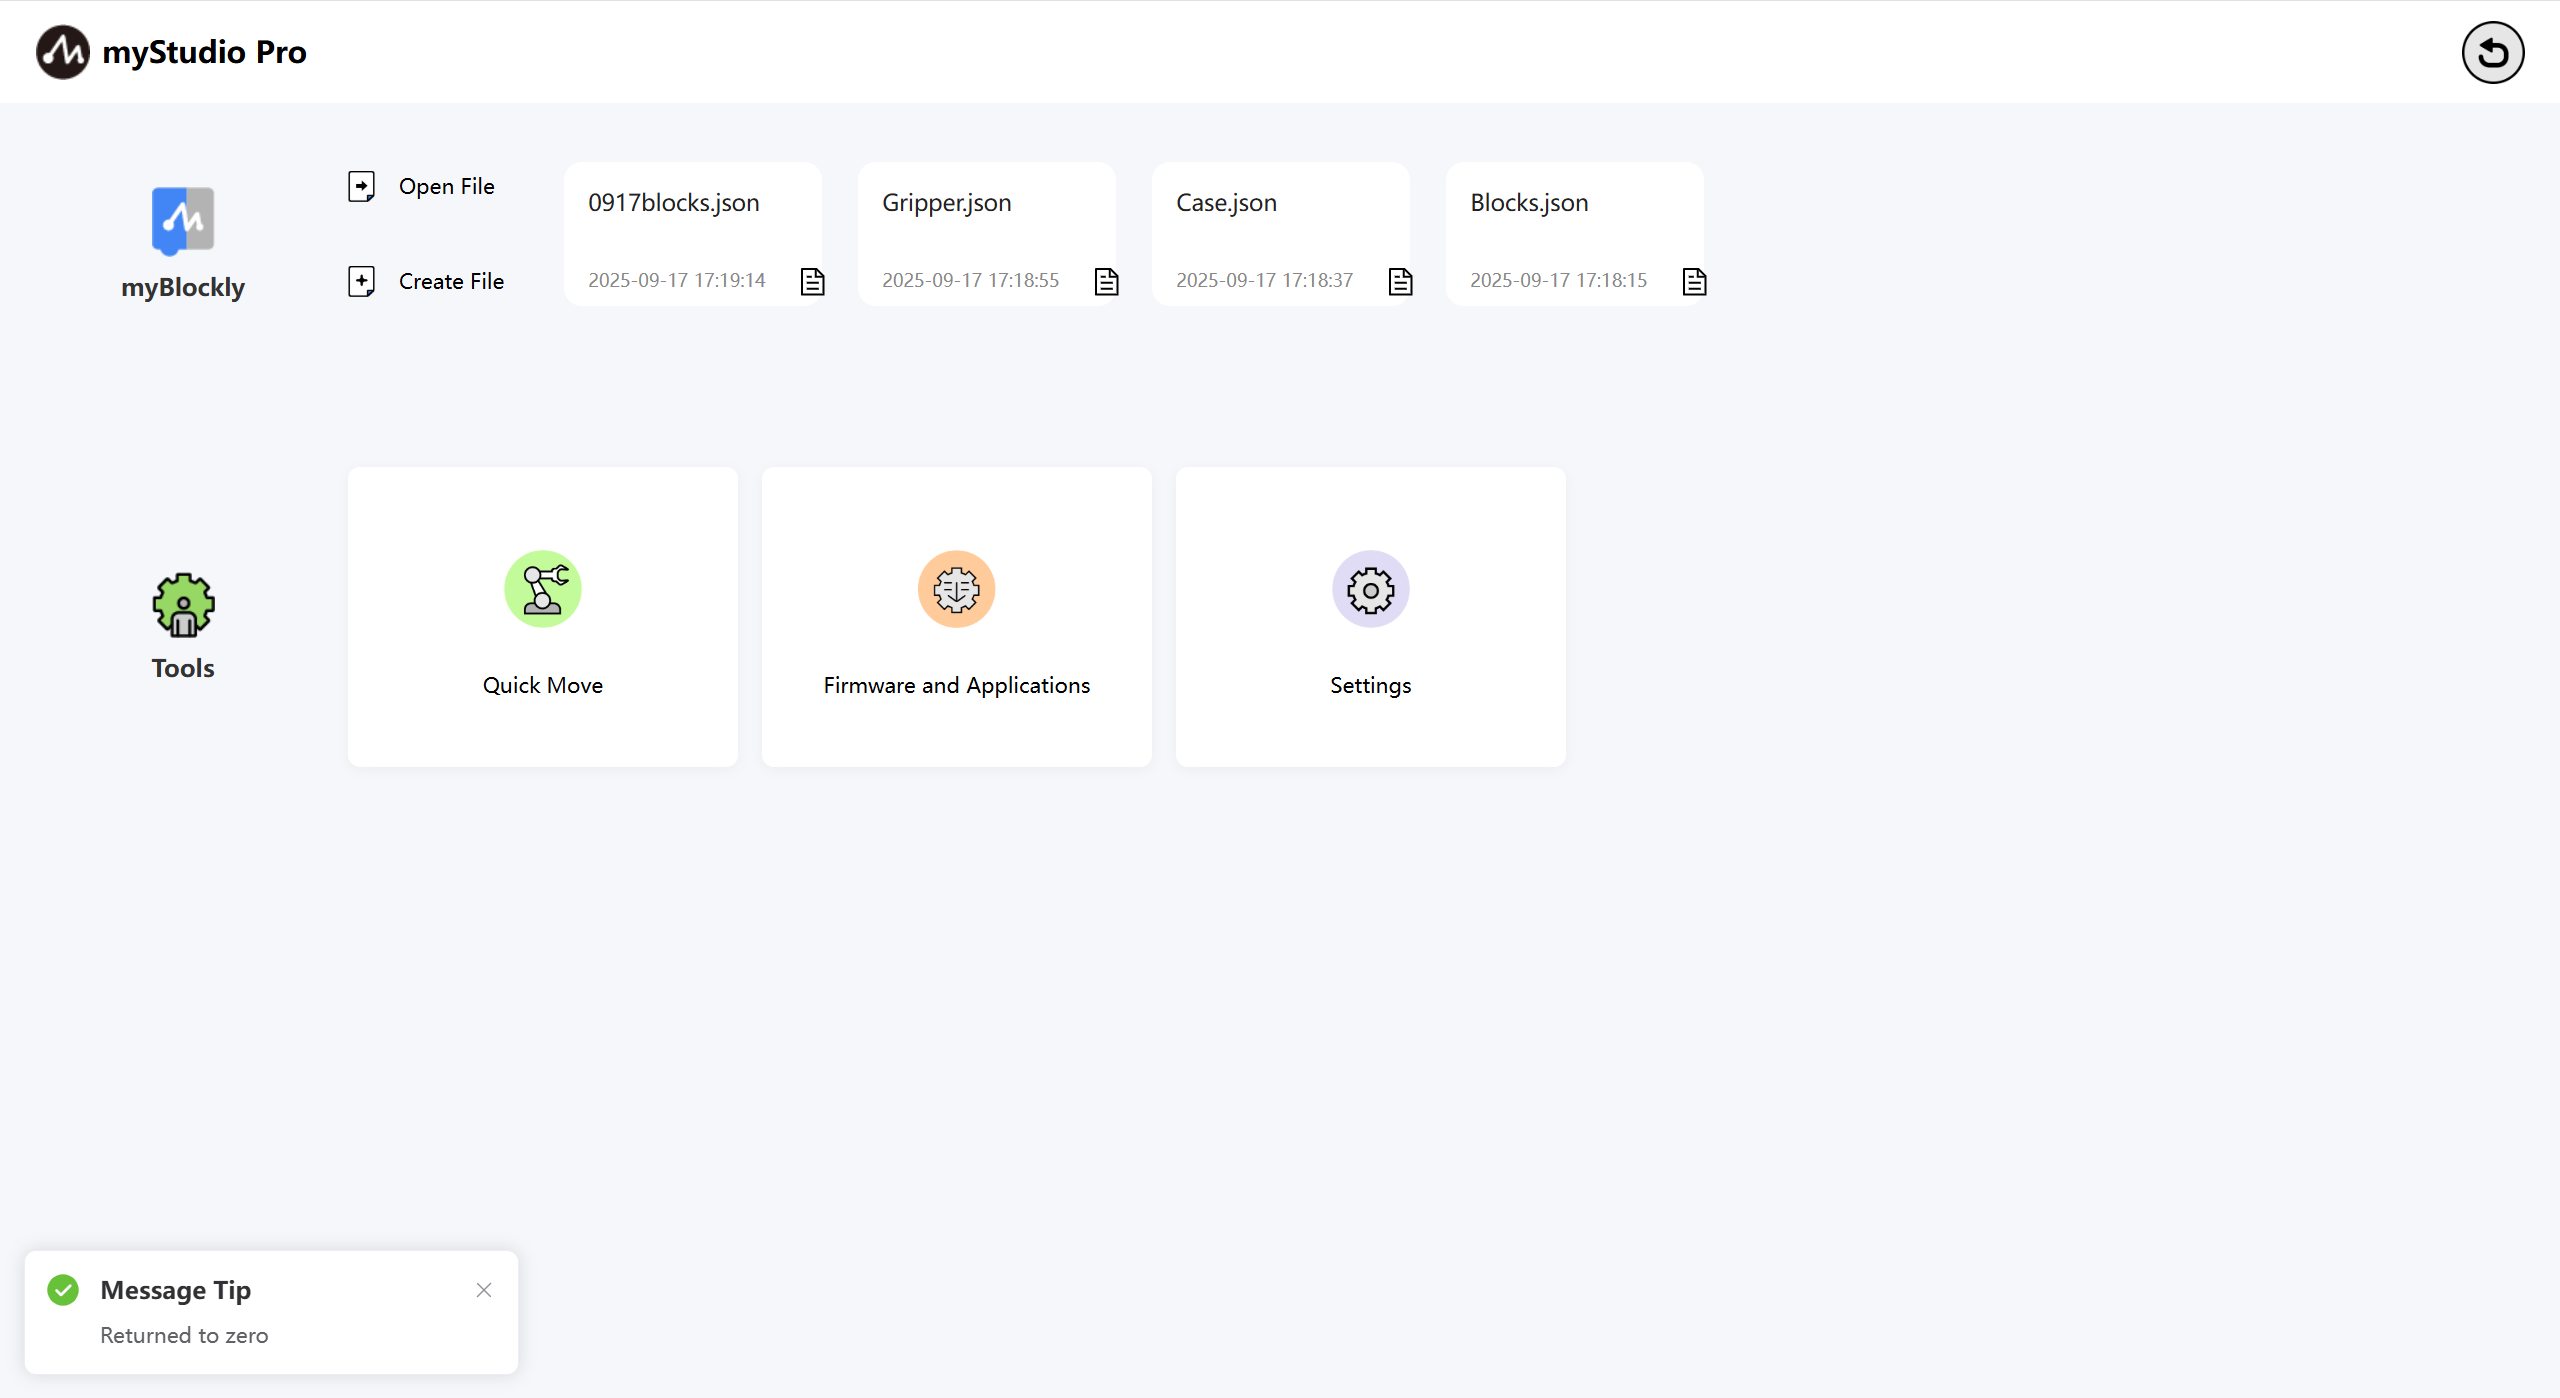 myStudio Pro
myBlockly
Open File
Create File
0917blocks.json
2025-09-17 17:19:14
Gripper.json
2025-09-17 17:18:55
Case.json
2025-09-17 17:18:37
Blocks.json
2025-09-17 17:18:15
Tools
Quick Move
Firmware and Applications
Settings
Message Tip
Returned to zero